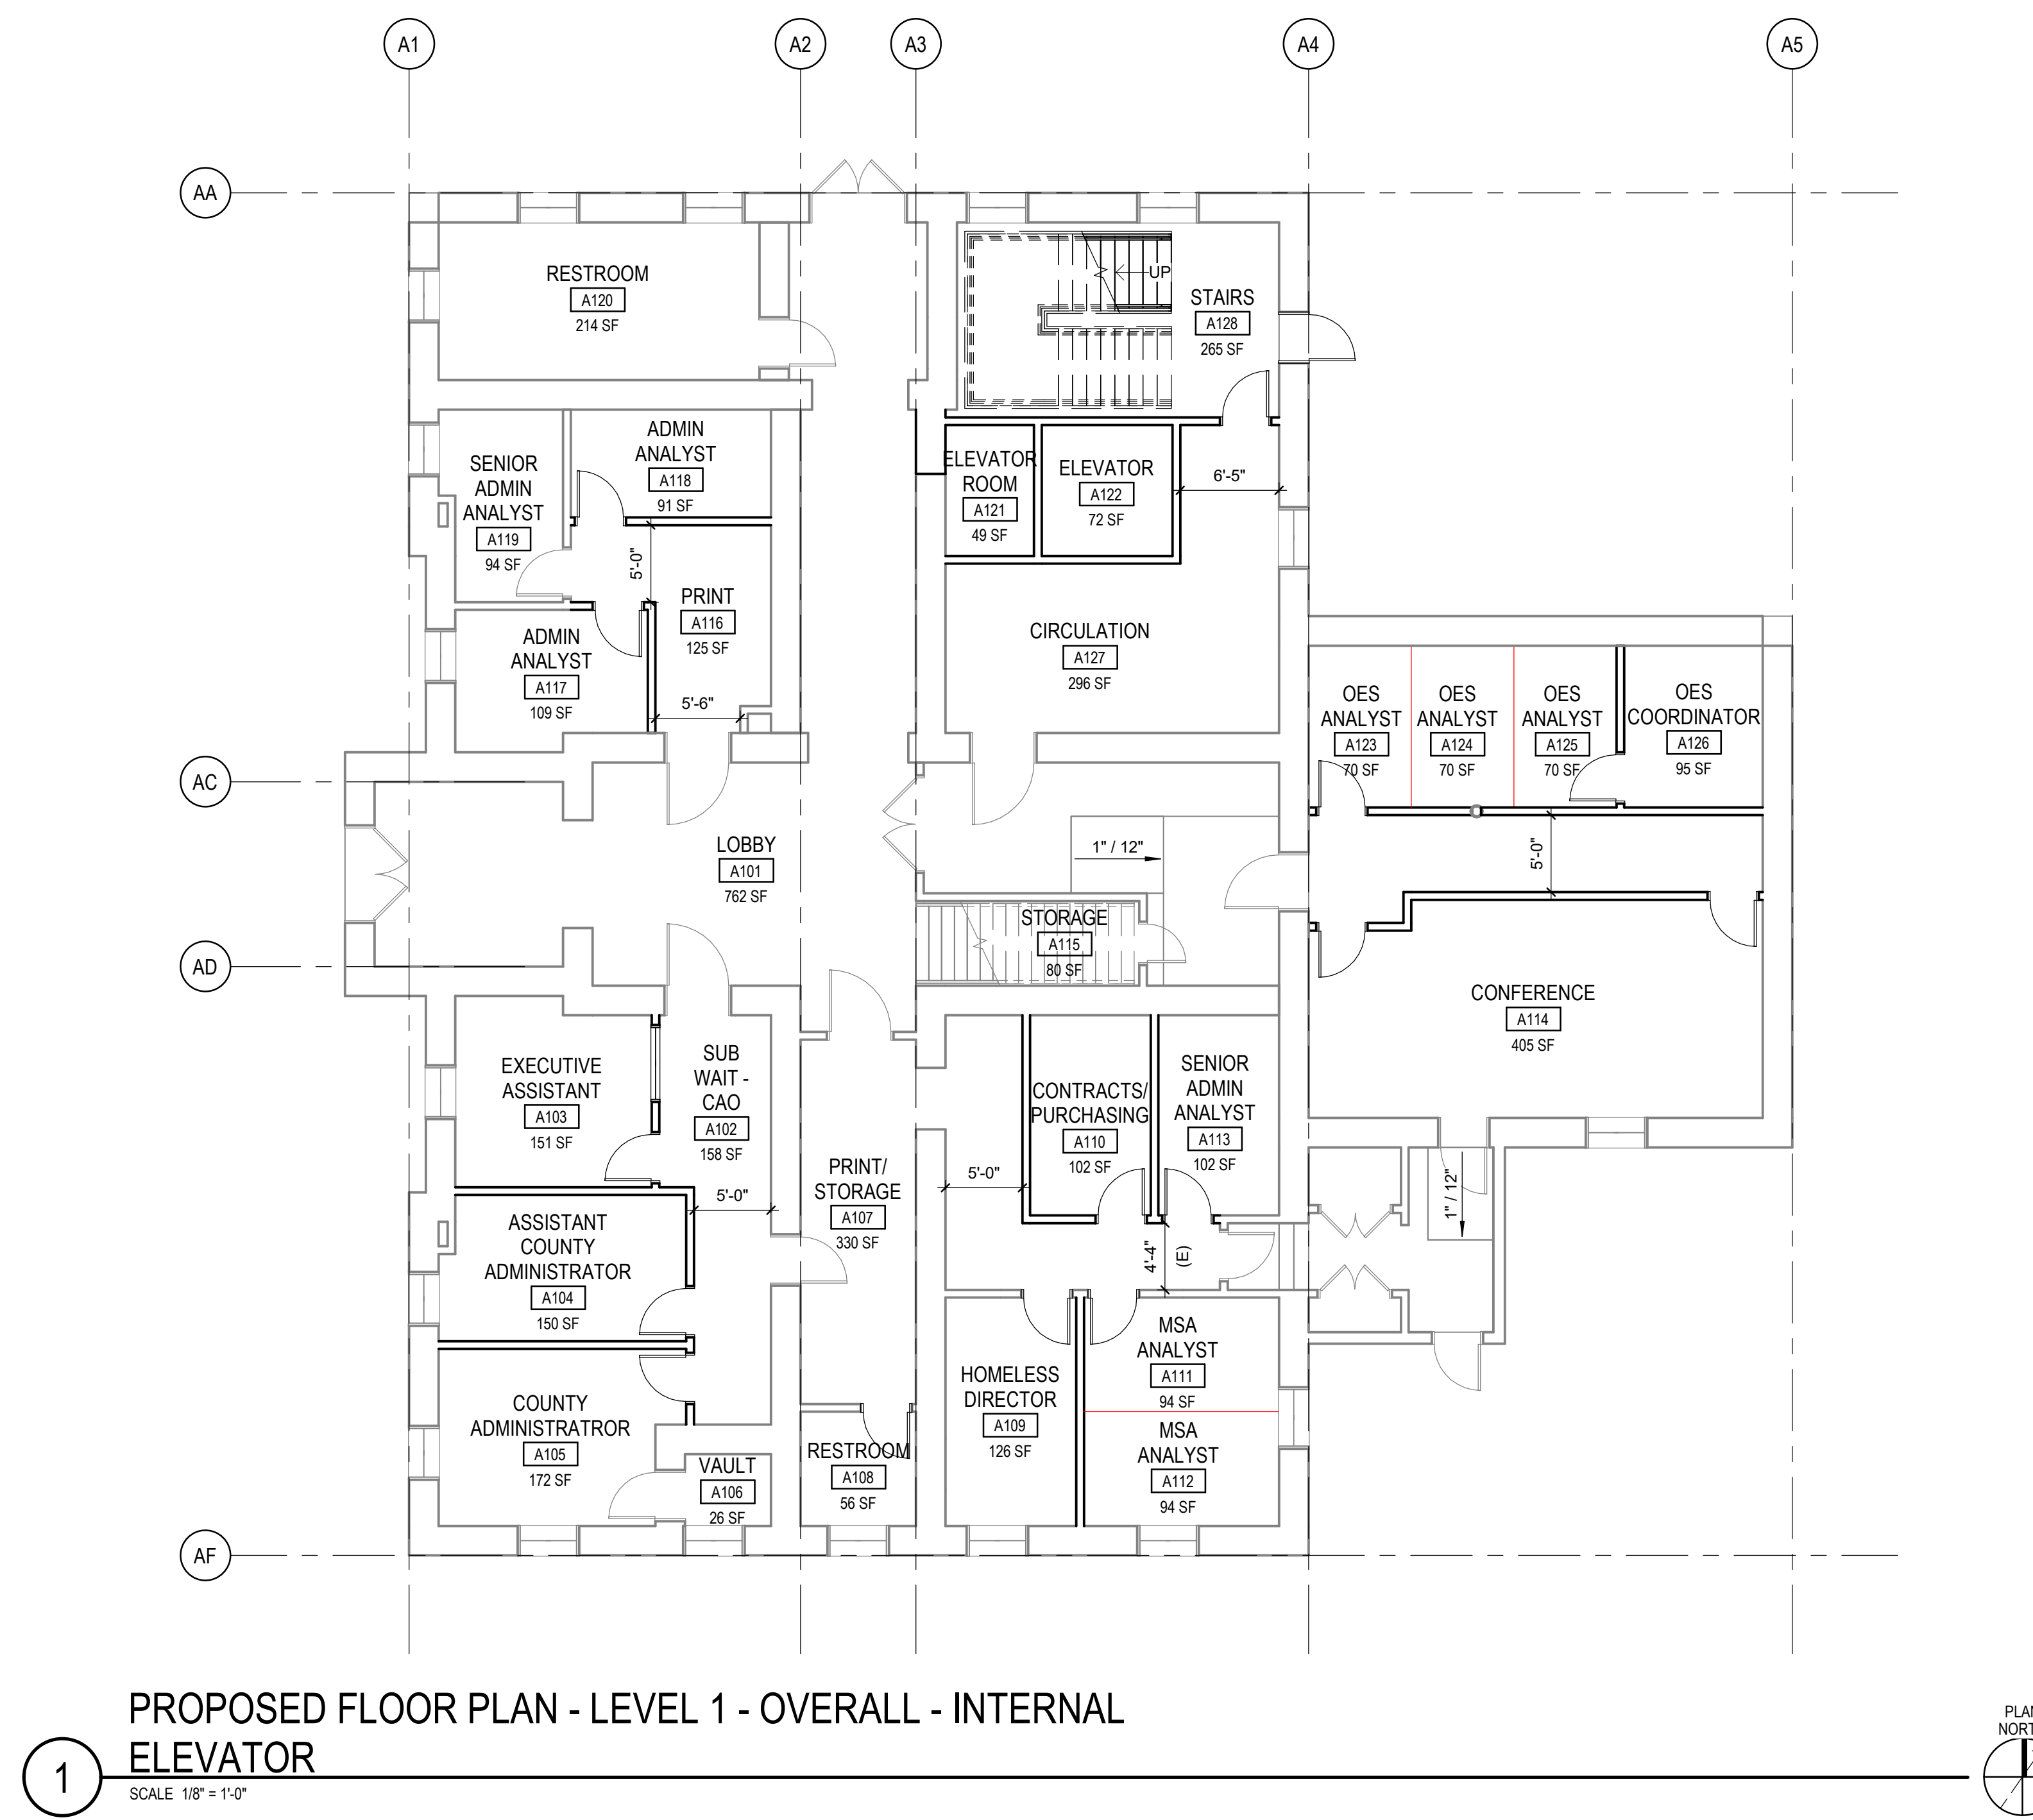 A1
A2
A3
A4
A5
AA
RESTROOM
A120
214 SF
UP
STAIRS
A128
265 SF
ADMIN
ANALYST
A118
91 SF
SENIOR
ADMIN
ANALYST
A119
94 SF
ELEVATOR
ROOM
A121
49 SF
ELEVATOR
A122
72 SF
6'-5"
5'-0"
PRINT
A116
125 SF
ADMIN
ANALYST
A117
109 SF
5'-6"
CIRCULATION
A127
296 SF
OES
ANALYST
A123
70 SF
OES
ANALYST
A124
70 SF
OES
ANALYST
A125
70 SF
OES
COORDINATOR
A126
95 SF
AC
LOBBY
A101
762 SF
1" / 12"
5'-0"
STORAGE
A115
80 SF
AD
CONFERENCE
A114
405 SF
EXECUTIVE
ASSISTANT
A103
151 SF
SUB
WAIT -
CAO
A102
158 SF
CONTRACTS/
PURCHASING
A110
102 SF
SENIOR
ADMIN
ANALYST
A113
102 SF
PRINT/
STORAGE
A107
330 SF
5'-0"
5'-0"
1" / 12"
ASSISTANT
COUNTY
ADMINISTRATOR
A104
150 SF
4'-4"
(E)
MSA
ANALYST
A111
94 SF
HOMELESS
DIRECTOR
A109
126 SF
COUNTY
ADMINISTRATROR
A105
172 SF
MSA
ANALYST
A112
94 SF
RESTROOM
A108
56 SF
VAULT
A106
26 SF
AF
PROPOSED FLOOR PLAN - LEVEL 1 - OVERALL - INTERNAL
ELEVATOR
1
SCALE 1/8" = 1'-0"
PLAN
NORT